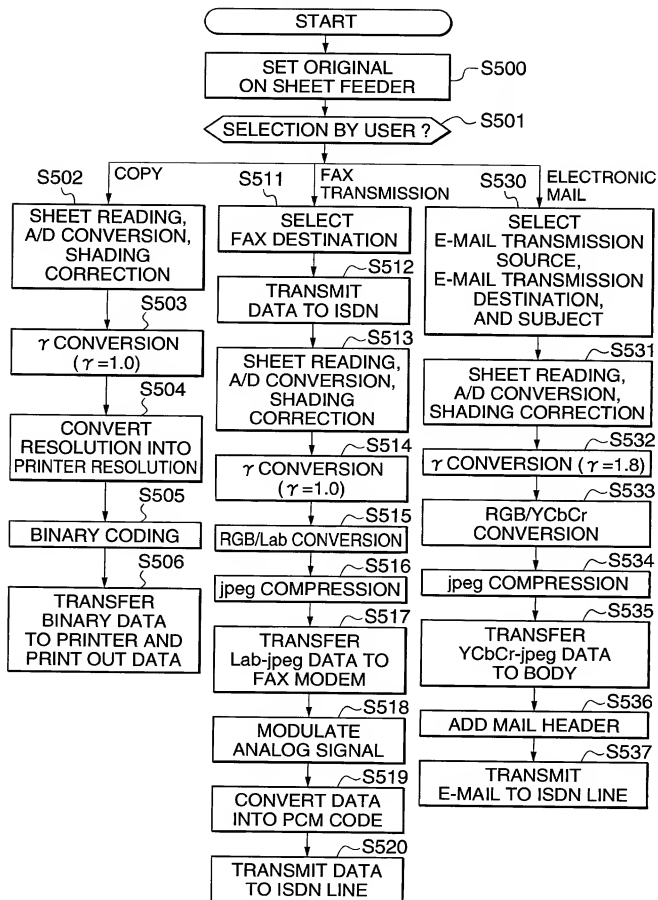 START
SET ORIGINAL
ON SHEET FEEDER
S500
SELECTION BY USER ?
S501
COPY
S502
SHEET READING,
A/D CONVERSION,
SHADING
CORRECTION
S503
γ CONVERSION
(γ=1.0)
S504
CONVERT
RESOLUTION INTO
PRINTER RESOLUTION
S505
BINARY CODING
S506
TRANSFER
BINARY DATA
TO PRINTER AND
PRINT OUT DATA
FAX
TRANSMISSION
S511
SELECT
FAX DESTINATION
S512
TRANSMIT
DATA TO ISDN
S513
SHEET READING,
A/D CONVERSION,
SHADING
CORRECTION
S514
γ CONVERSION
(γ=1.0)
S515
RGB/Lab CONVERSION
S516
jpeg COMPRESSION
S517
TRANSFER
Lab-jpeg DATA TO
FAX MODEM
S518
MODULATE
ANALOG SIGNAL
S519
CONVERT DATA
INTO PCM CODE
S520
TRANSMIT DATA
TO ISDN LINE
ELECTRONIC
MAIL
S530
SELECT
E-MAIL TRANSMISSION
SOURCE,
E-MAIL TRANSMISSION
DESTINATION,
AND SUBJECT
S531
SHEET READING,
A/D CONVERSION,
SHADING CORRECTION
S532
γ CONVERSION (γ=1.8)
S533
RGB/YCbCr
CONVERSION
S534
jpeg COMPRESSION
S535
TRANSFER
YCbCr-jpeg DATA
TO BODY
S536
ADD MAIL HEADER
S537
TRANSMIT
E-MAIL TO ISDN LINE